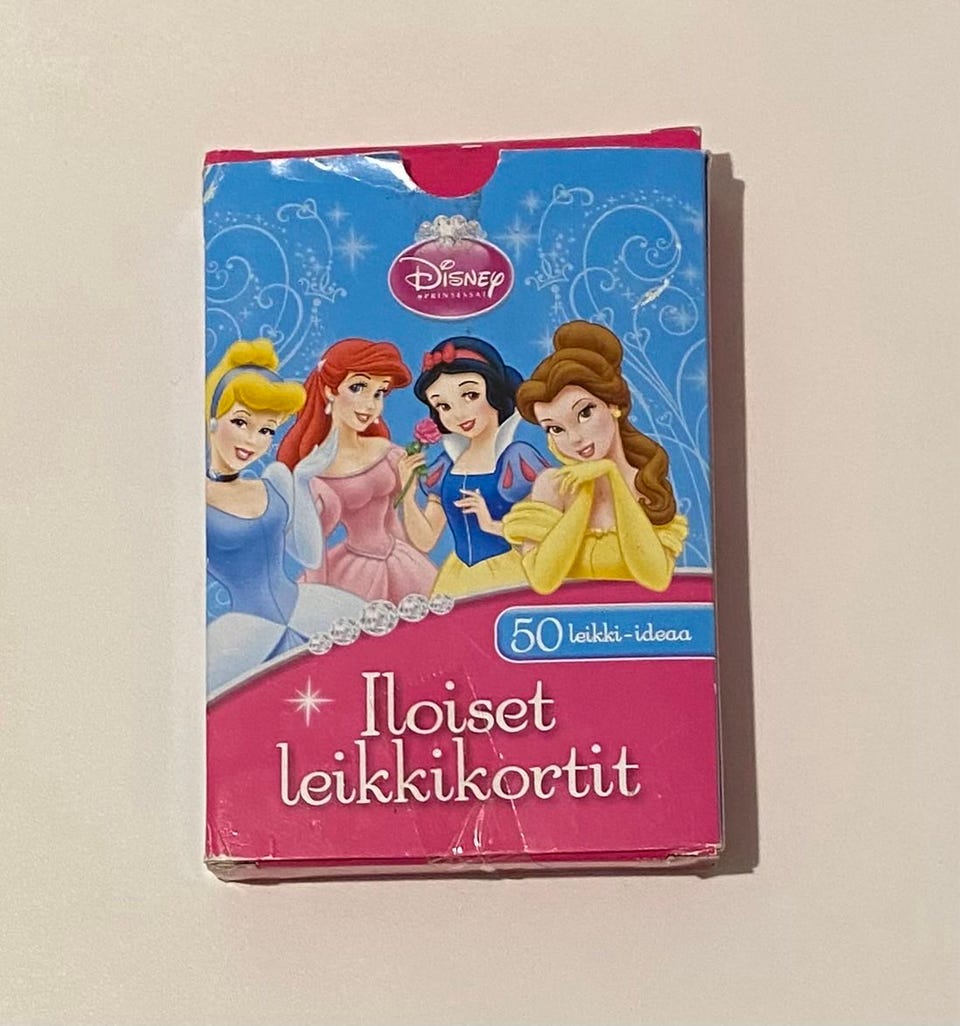 Disney
PRINSESSAT
50 leikki-ideaa
Iloiset
leikkikortit